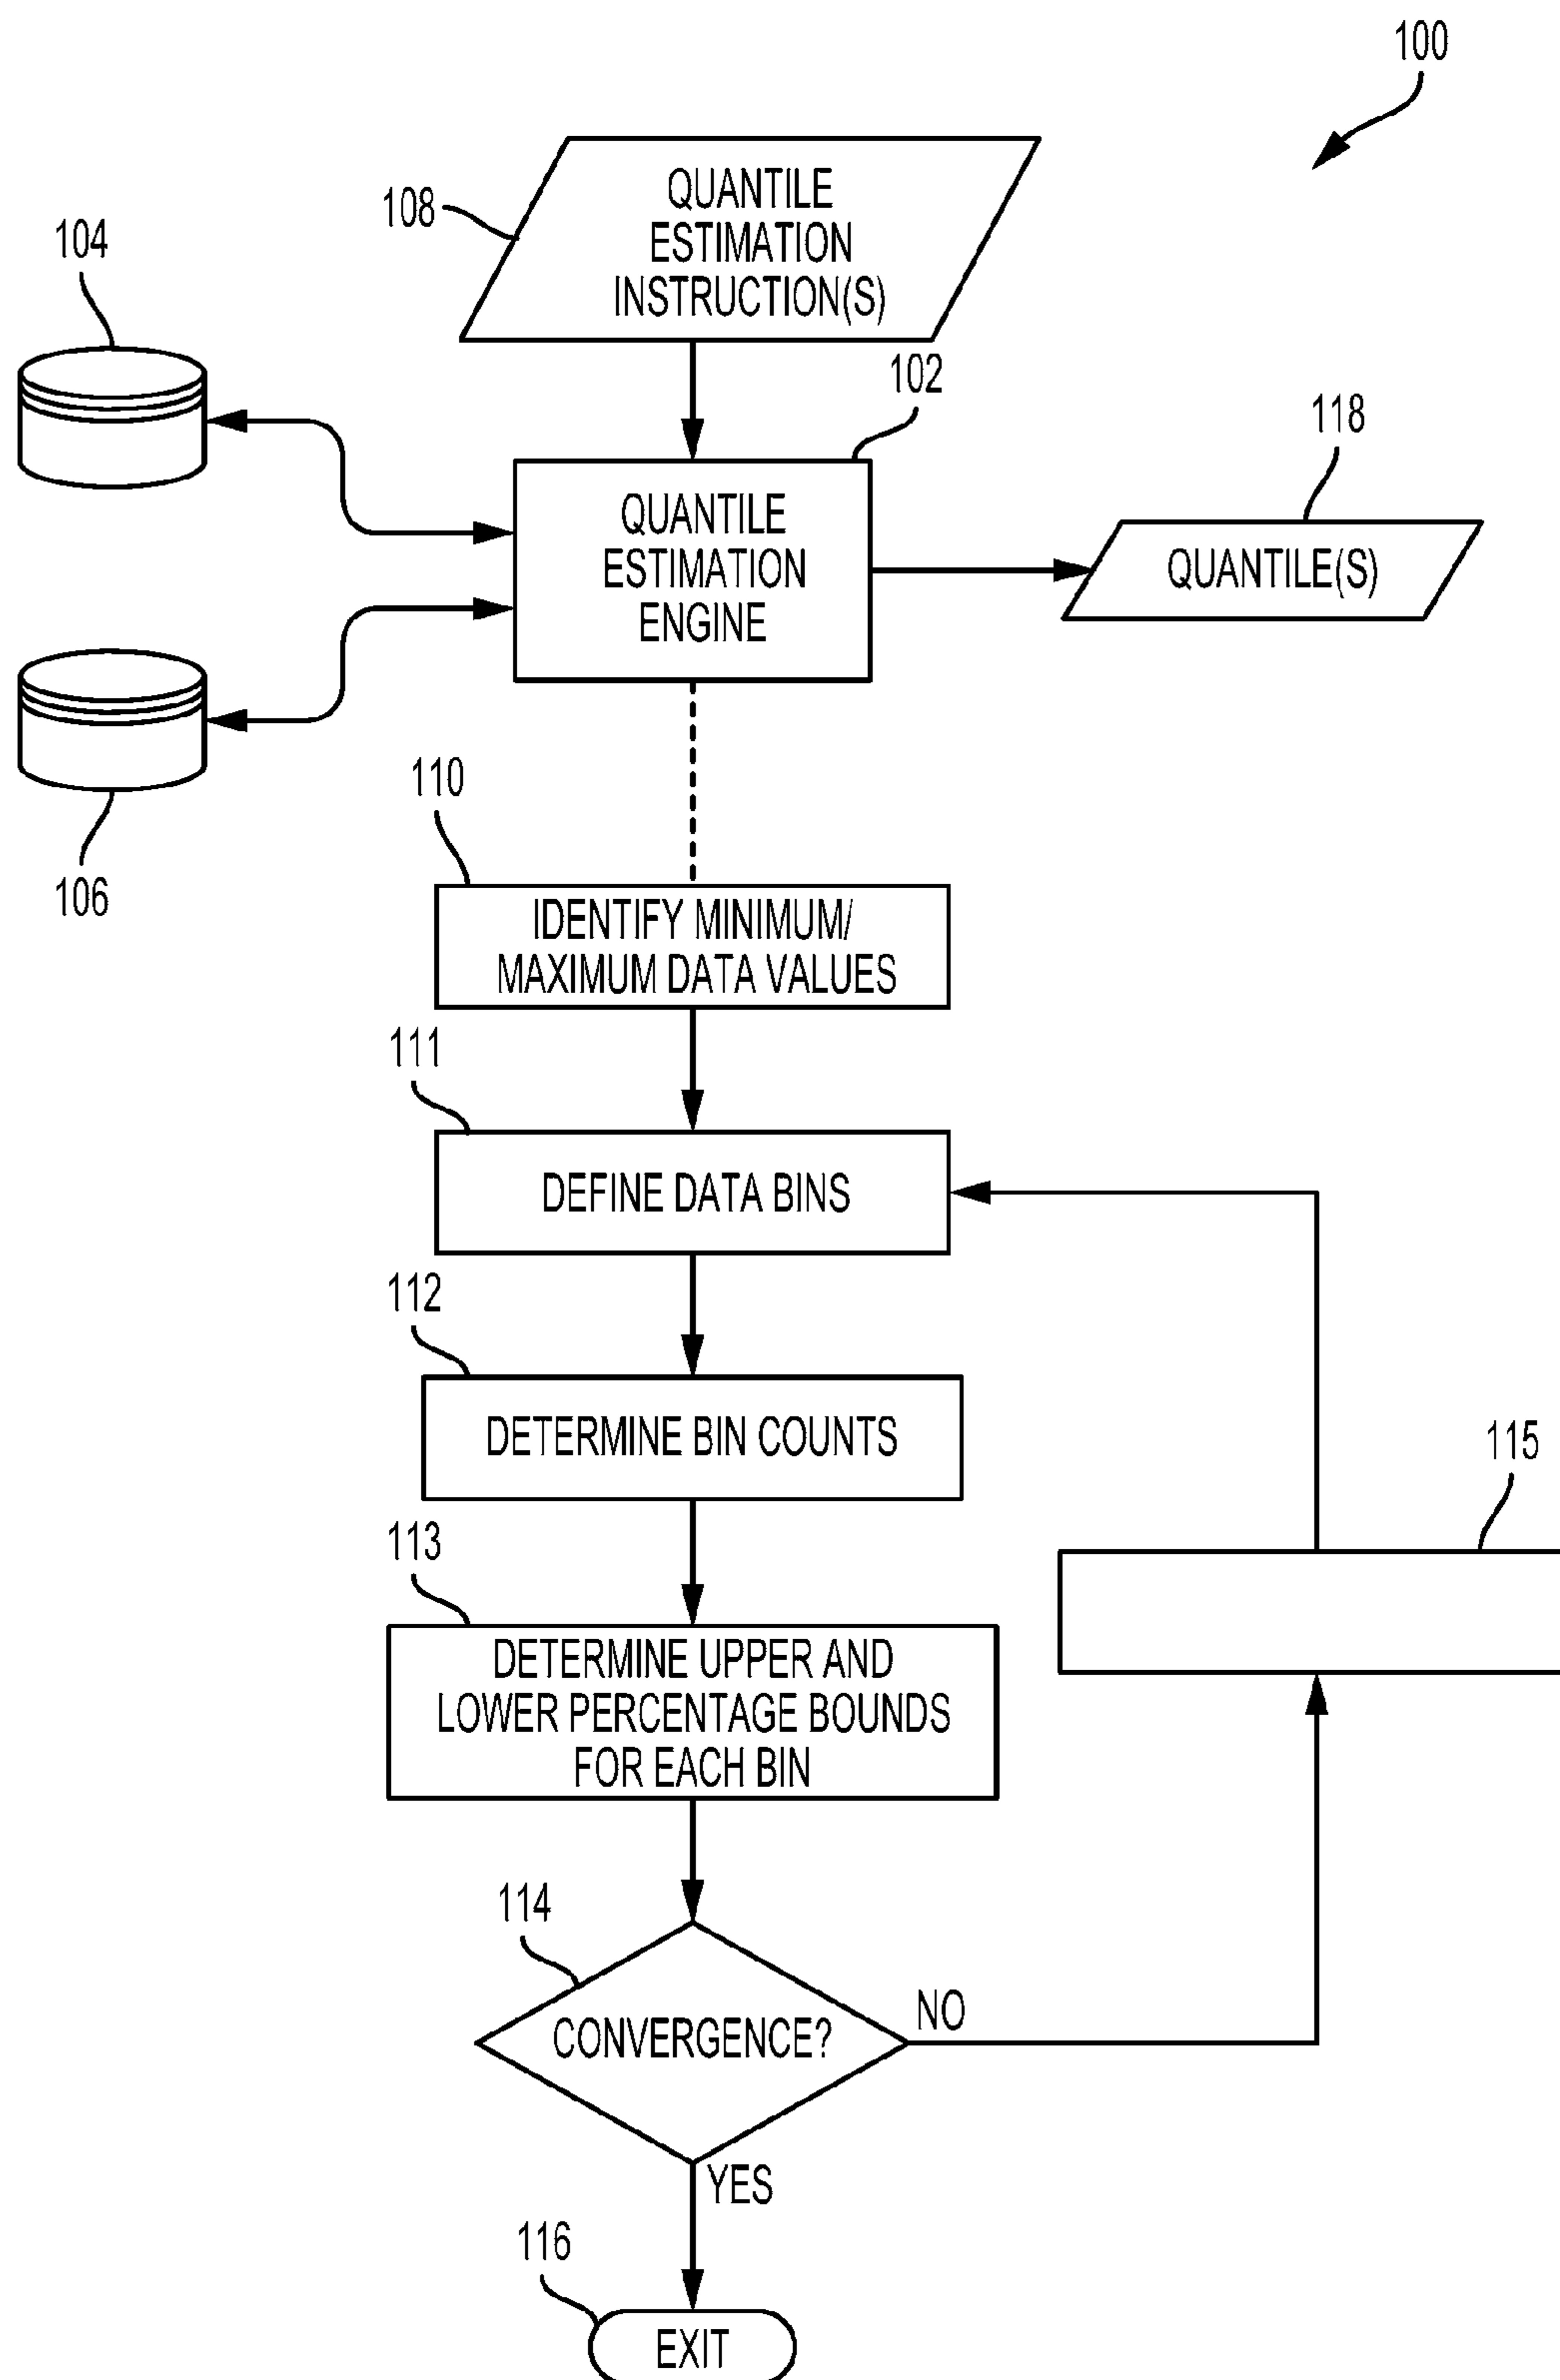 100
108
QUANTILE
ESTIMATION
INSTRUCTION(S)
104
102
118
QUANTILE
ESTIMATION
ENGINE
QUANTILE(S)
106
110
IDENTIFY MINIMUM/
MAXIMUM DATA VALUES
111
DEFINE DATA BINS
112
DETERMINE BIN COUNTS
115
113
DETERMINE UPPER AND
LOWER PERCENTAGE BOUNDS
FOR EACH BIN
114
CONVERGENCE?
NO
YES
116
EXIT